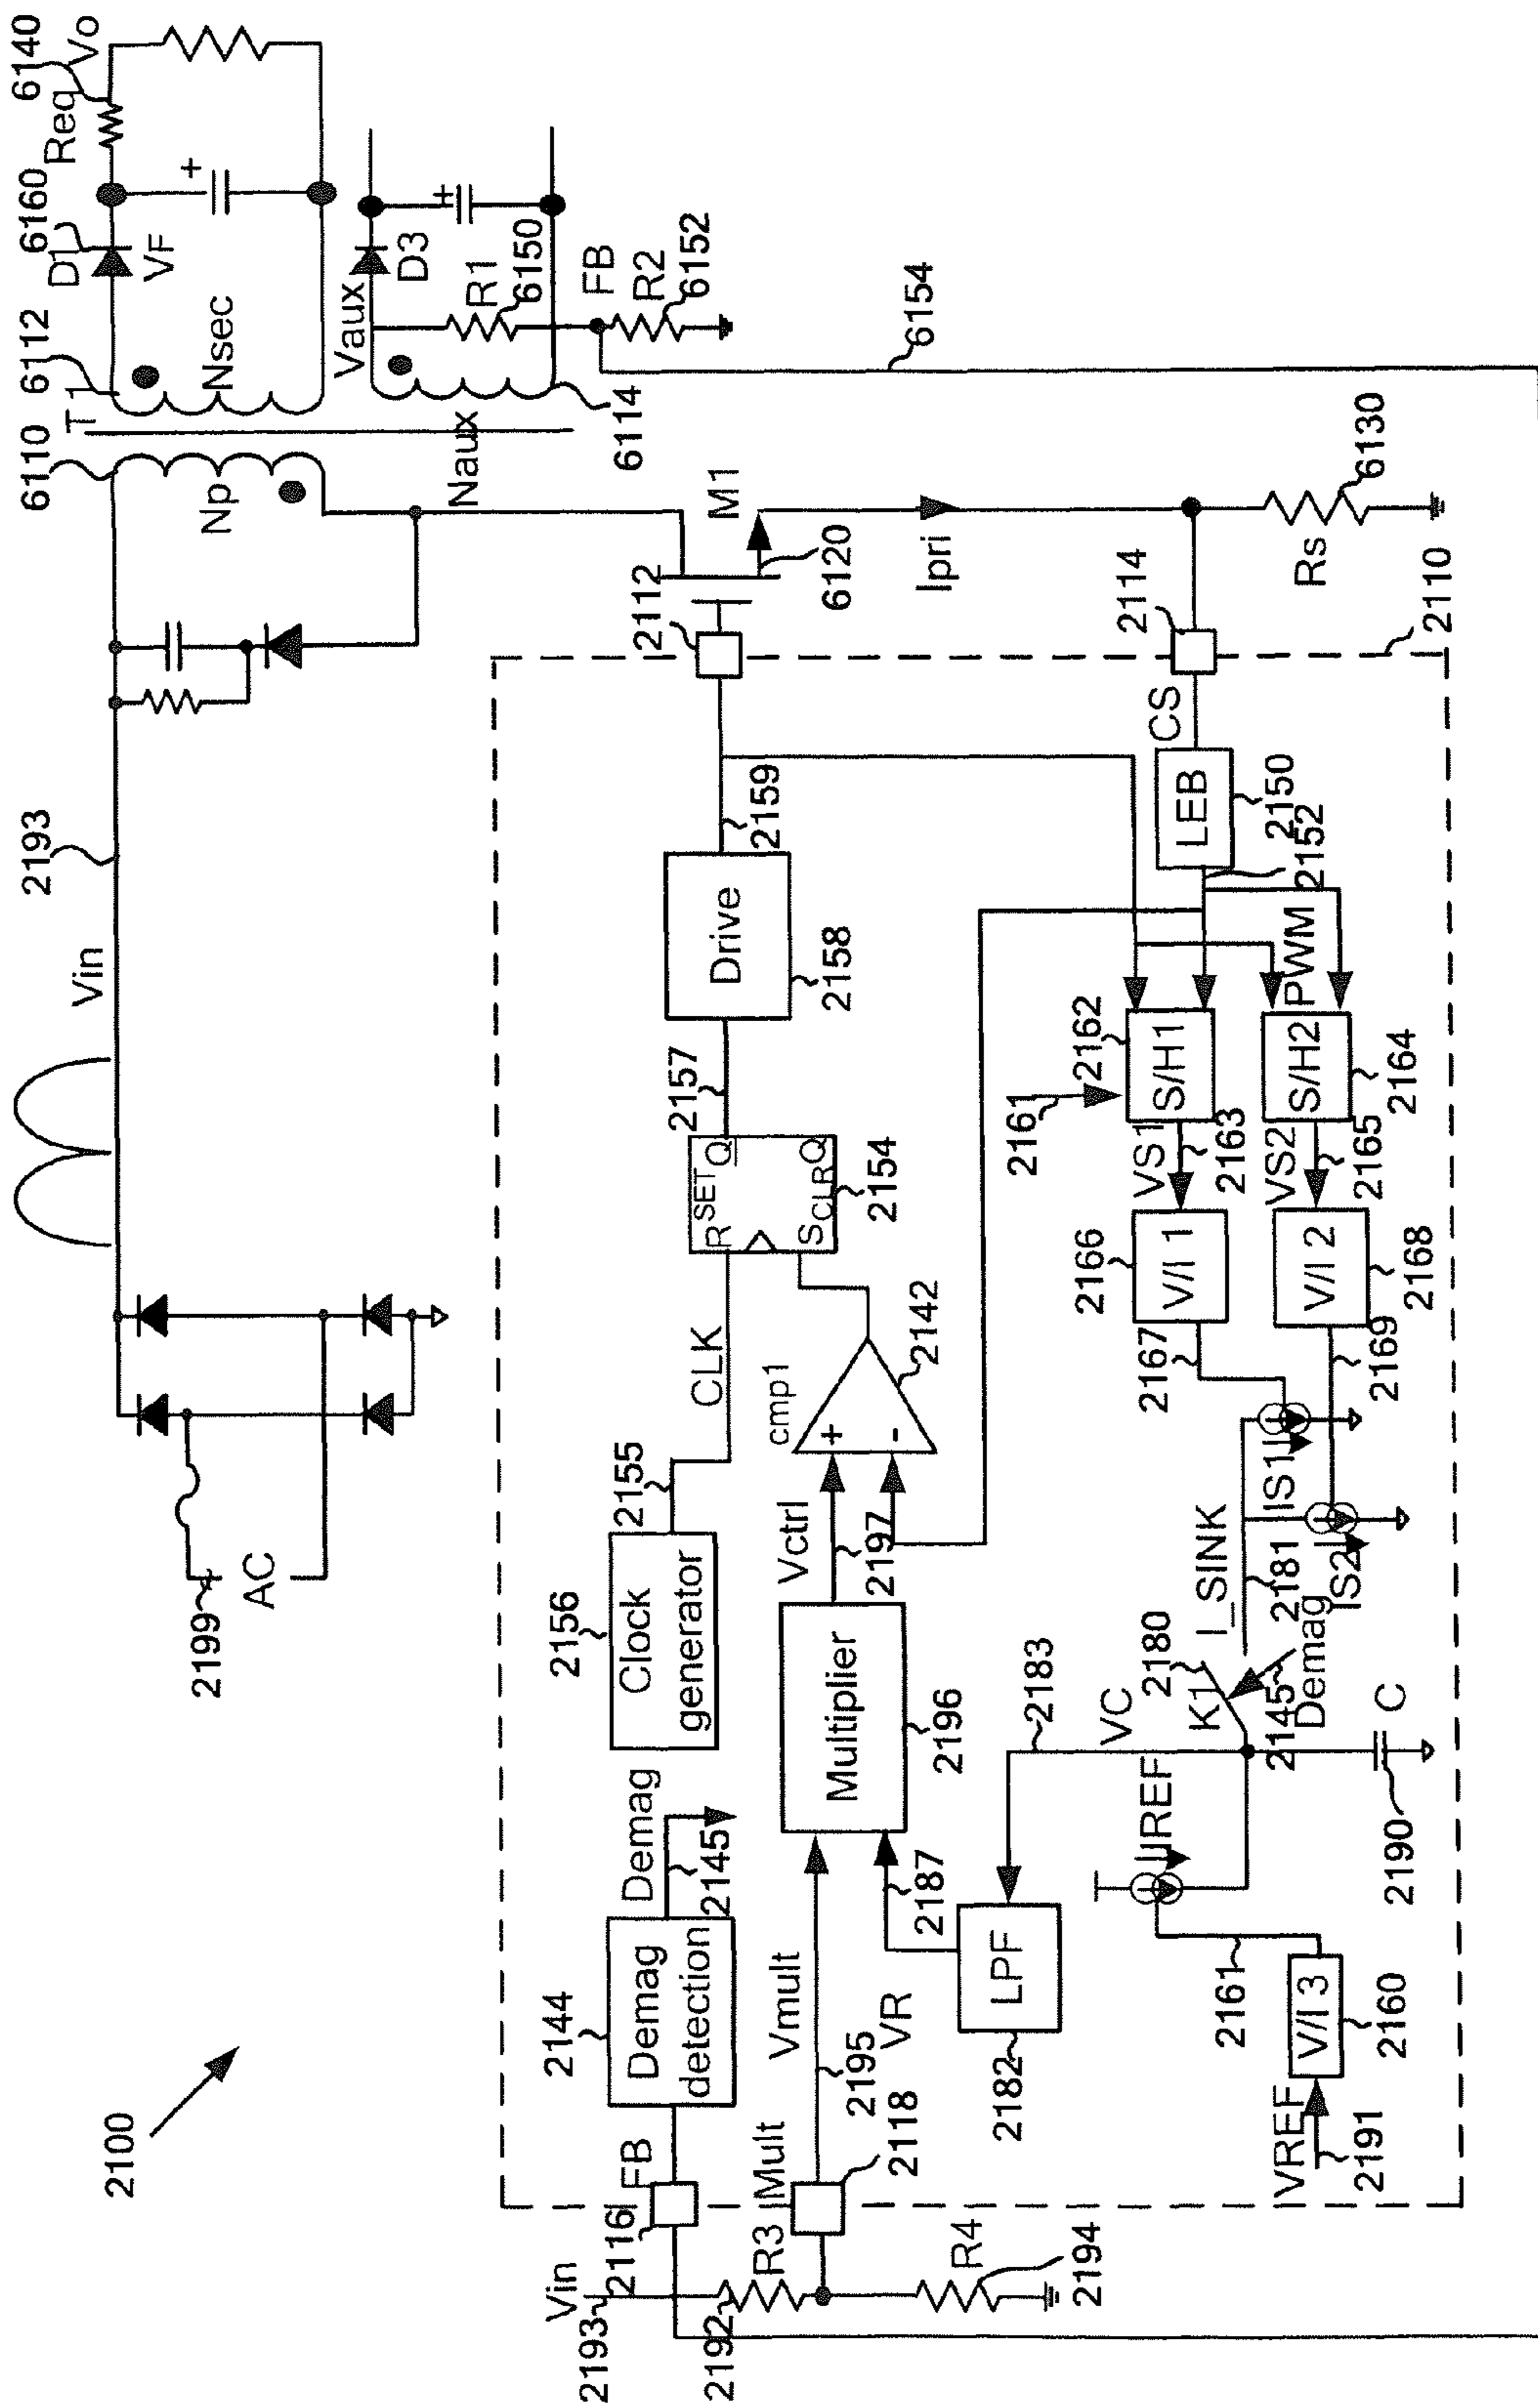 2100
2199
AC
Vin
2193
6110
T1
6112
Np
Nsec
D1
6160
VF
Req
6140
Vo
Naux
6114
Vaux
D3
R1
6150
FB
R2
6152
6154
Vin
2193
2116
FB
2144
Demag
detection
Demag
2145
2156
Clock
generator
2155
CLK
R SET Q
S CLR Q
2154
2157
Drive
2158
2159
2112
M1
6120
Ipri
2192
R3
Mult
2118
R4
2194
Vmult
2195
VR
2187
Multiplier
2196
Vctrl
2197
cmp1
+
-
2142
LPF
2182
2183
VC
2161
2162
S/H1
2163
VS1
2166
V/I 1
2167
LEB
2150
2152
CS
2114
Rs
6130
2110
PWM
S/H2
2164
VS2
2165
V/I 2
2168
2169
I_SINK
2181
IS1
IS2
K1
2180
2145
Demag
IREF
2161
V/I 3
2160
VREF
2191
C
2190
+
+